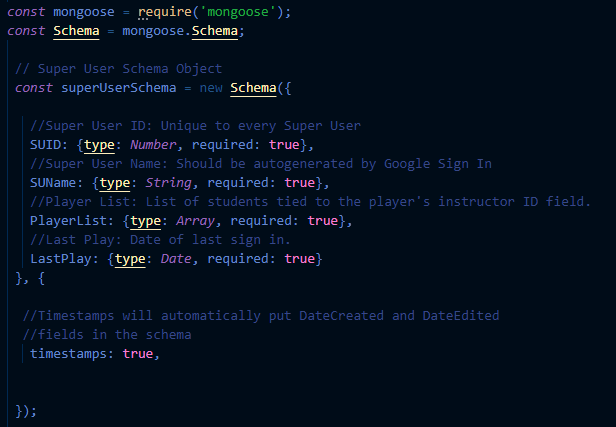 const mongoose = require('mongoose');
const Schema = mongoose.Schema;
// Super User Schema Object
const superUserSchema = new Schema({
//Super User ID: Unique to every Super User
SUID: {type: Number, required: true},
//Super User Name: Should be autogenerated by Google Sign In
SUName: {type: String, required: true},
//Player List: List of students tied to the player's instructor ID field.
PlayerList: {type: Array, required: true},
//Last Play: Date of last sign in.
LastPlay: {type: Date, required: true}
}, {
//Timestamps will automatically put DateCreated and DateEdited
//fields in the schema
timestamps: true,
});